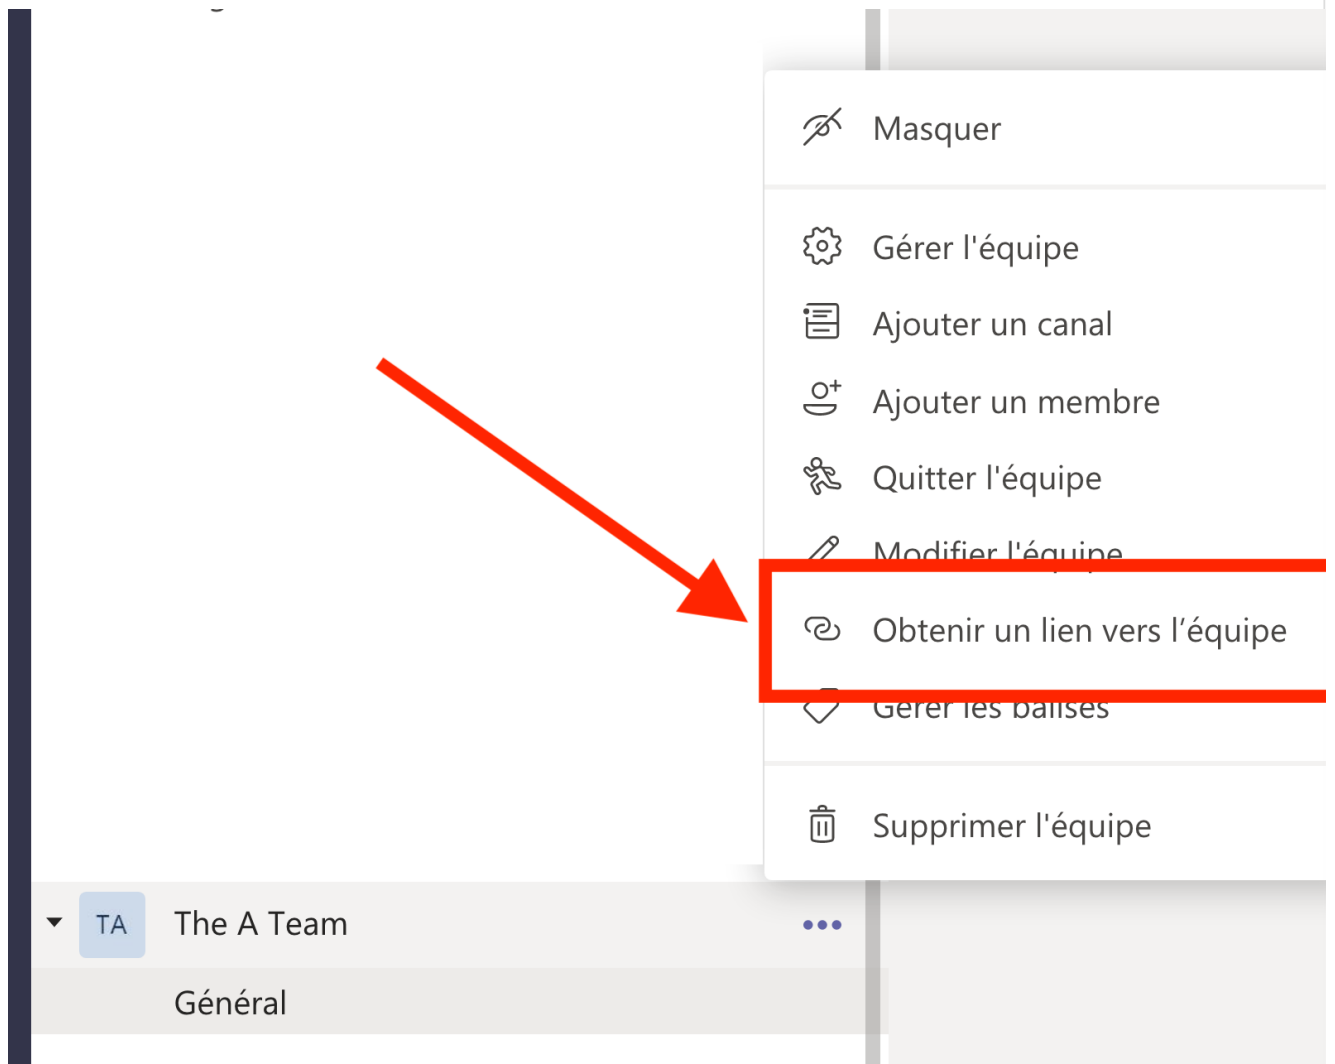 Masquer
Gérer l'équipe
Ajouter un canal
Ajouter un membre
Quitter l'équipe
Modifier l'équipe
Obtenir un lien vers l’équipe
Gérer les balises
Supprimer l'équipe
TA The A Team
Général